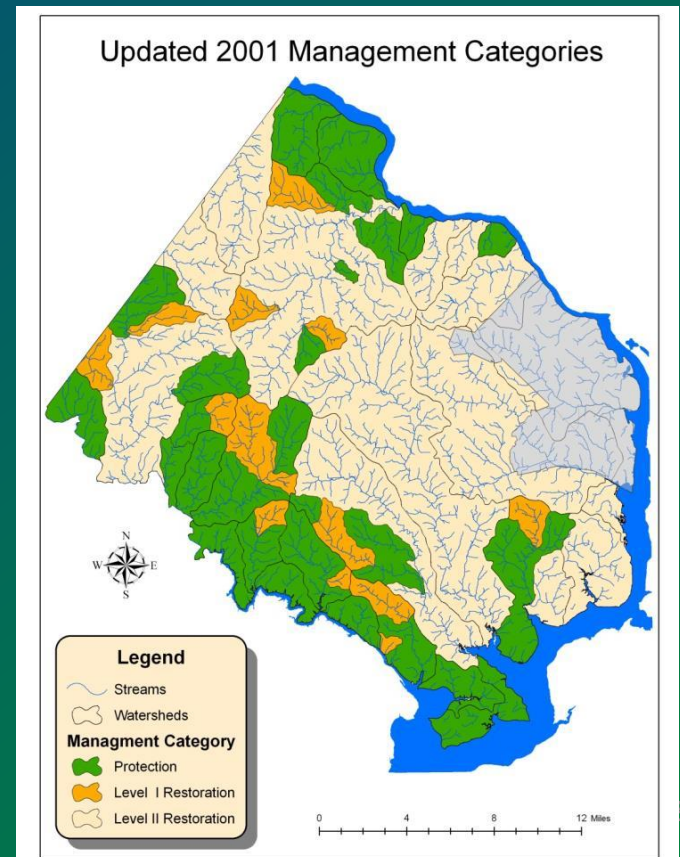 Updated 2001 Management Categories
N
W E
S
Legend
Streams
Watersheds
Managment Category
Protection
Level I Restoration
Level II Restoration
0 4 8 12 Miles